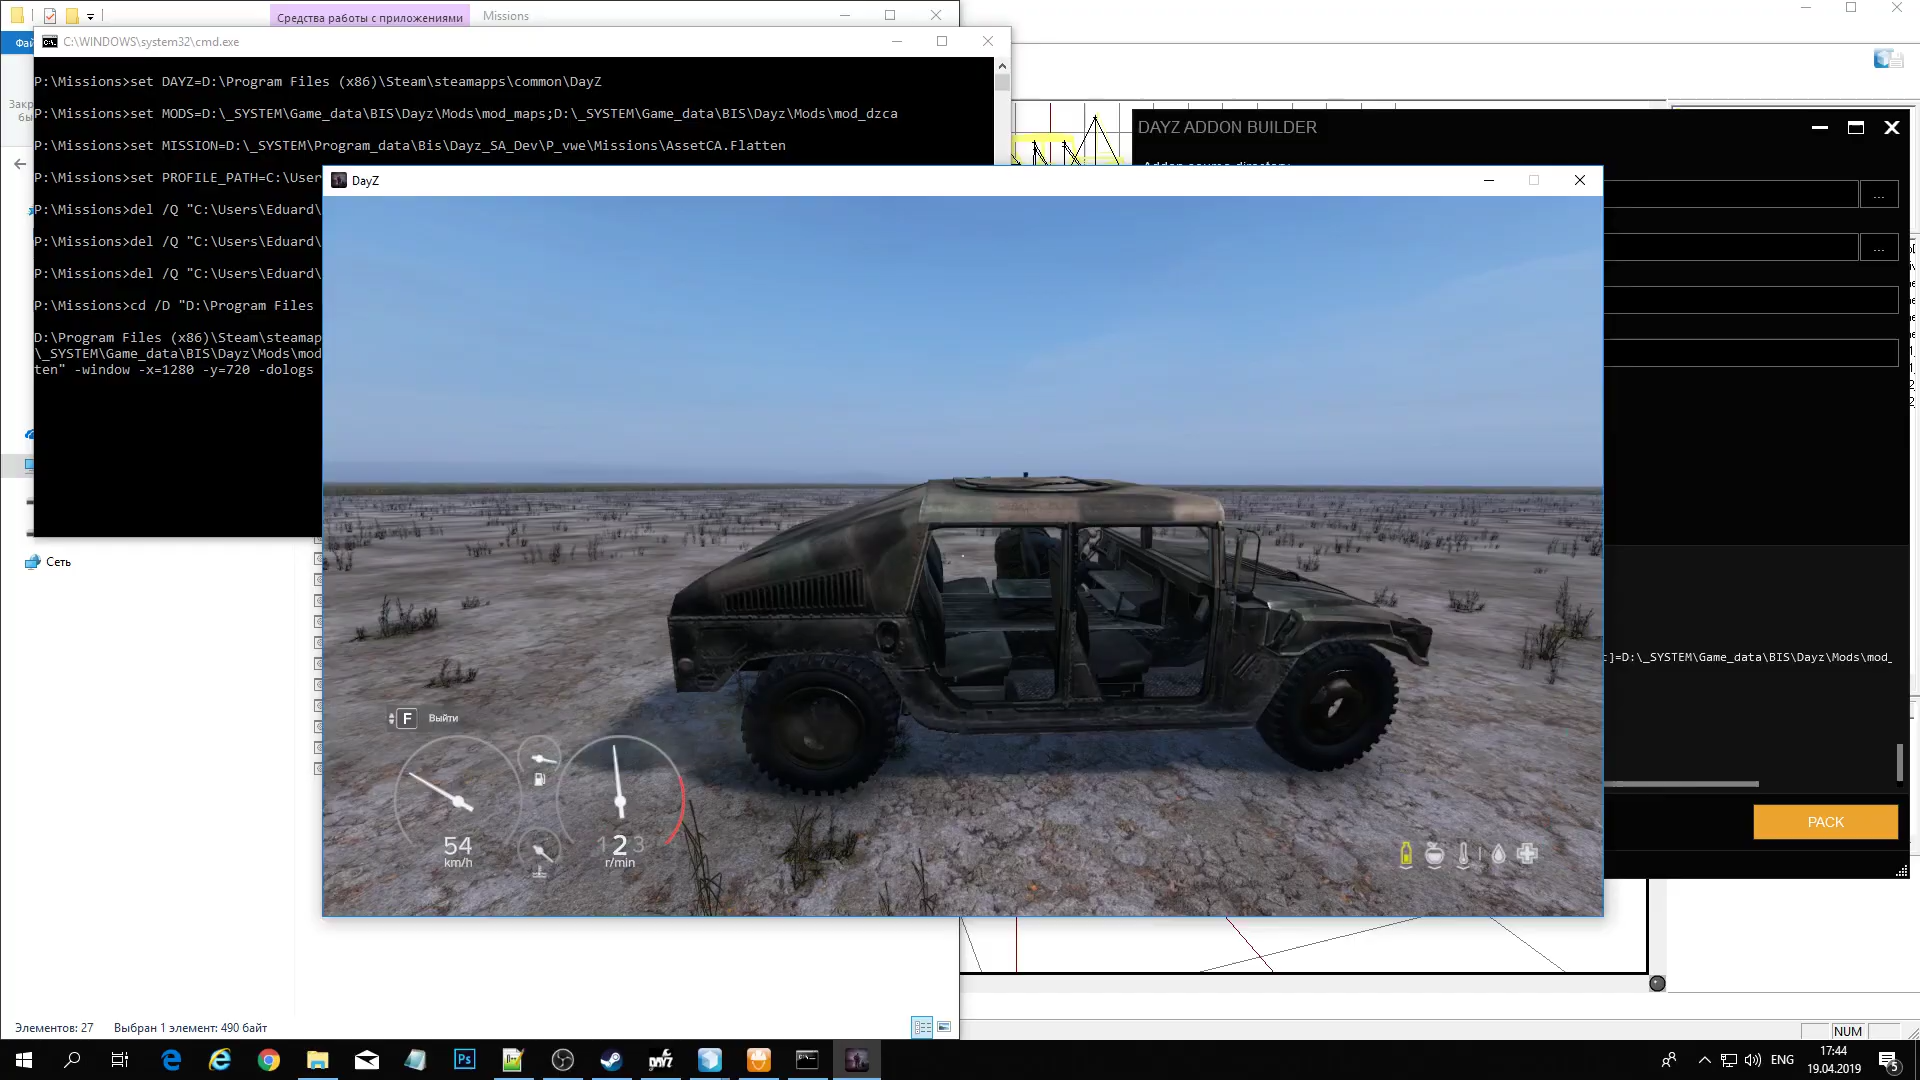 Средства работы с приложениями
Missions
C:\WINDOWS\system32\cmd.exe
P:\Missions>set DAYZ=D:\Program Files (x86)\Steam\steamapps\common\DayZ
P:\Missions>set MODS=D:\_SYSTEM\Game_data\BIS\Dayz\Mods\mod_maps;D:\_SYSTEM\Game_data\BIS\Dayz\Mods\mod_dzca
P:\Missions>set MISSION=D:\_SYSTEM\Program_data\Bis\Dayz_SA_Dev\P_vwe\Missions\AssetCA.Flatten
P:\Missions>set PROFILE_PATH=C:\User
P:\Missions>del /Q "C:\Users\Eduard\
P:\Missions>del /Q "C:\Users\Eduard\
P:\Missions>del /Q "C:\Users\Eduard\
P:\Missions>cd /D "D:\Program Files
D:\Program Files (x86)\Steam\steamap
\_SYSTEM\Game_data\BIS\Dayz\Mods\mod
ten" -window -x=1280 -y=720 -dologs
DAYZ ADDON BUILDER
...
...
]=D:\_SYSTEM\Game_data\BIS\Dayz\Mods\mod_
PACK
DayZ
F Выйти
54
km/h
1 2 3
r/min
Сеть
Элементов: 27
Выбран 1 элемент: 490 байт
NUM
Ps
DAYZ
ENG
17:44
19.04.2019
5